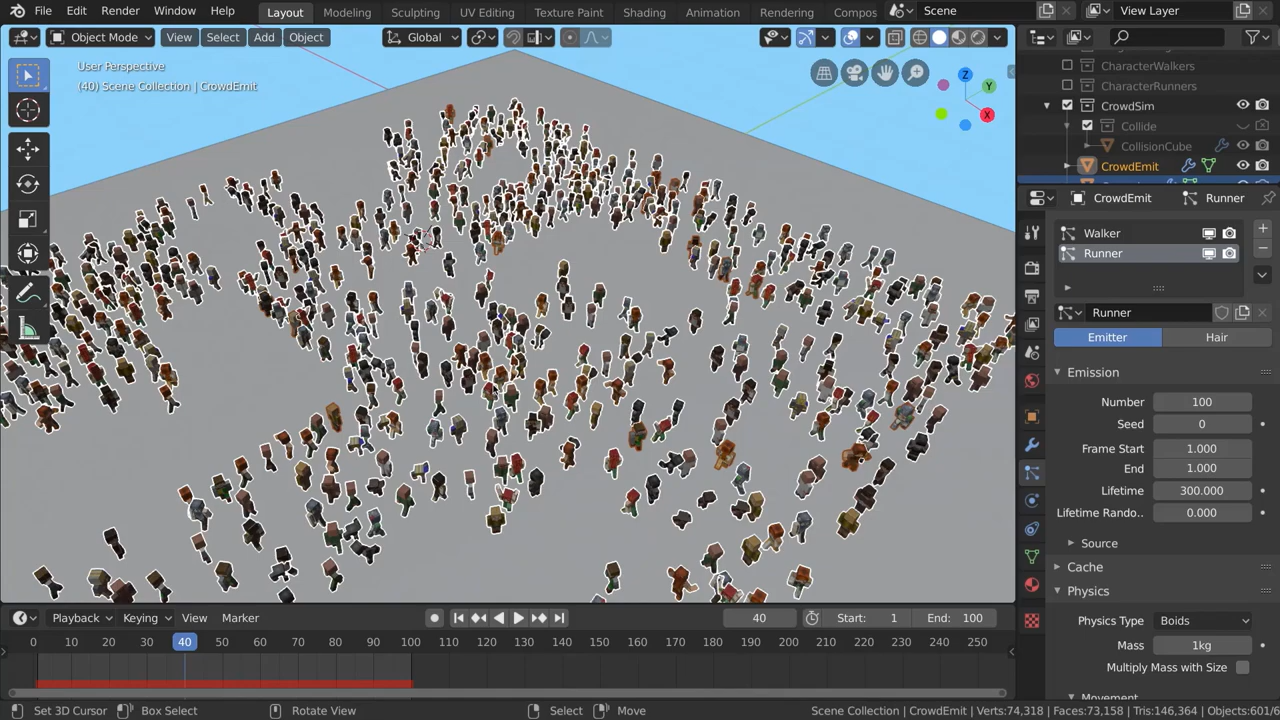 File Edit Render Window Help Layout Modeling Sculpting UV Editing Texture Paint Shading Animation Rendering Compos Scene View Layer
Object Mode View Select Add Object Global
User Perspective
(40) Scene Collection | CrowdEmit
Z
Y
X
CharacterWalkers
CharacterRunners
CrowdSim
Collide
CollisionCube
CrowdEmit
CrowdEmit Runner
Walker
Runner
Runner
Emitter Hair
Emission
Number 100
Seed 0
Frame Start 1.000
End 1.000
Lifetime 300.000
Lifetime Rando.. 0.000
Source
Cache
Physics
Physics Type Boids
Mass 1kg
Multiply Mass with Size
Movement
Playback Keying View Marker 40 Start: 1 End: 100
0 10 20 30 40 50 60 70 80 90 100 110 120 130 140 150 160 170 180 190 200 210 220 230 240 250
Set 3D Cursor Box Select Rotate View Select Move Scene Collection | CrowdEmit | Verts:74,318 | Faces:73,158 | Tris:146,364 | Objects:601/6